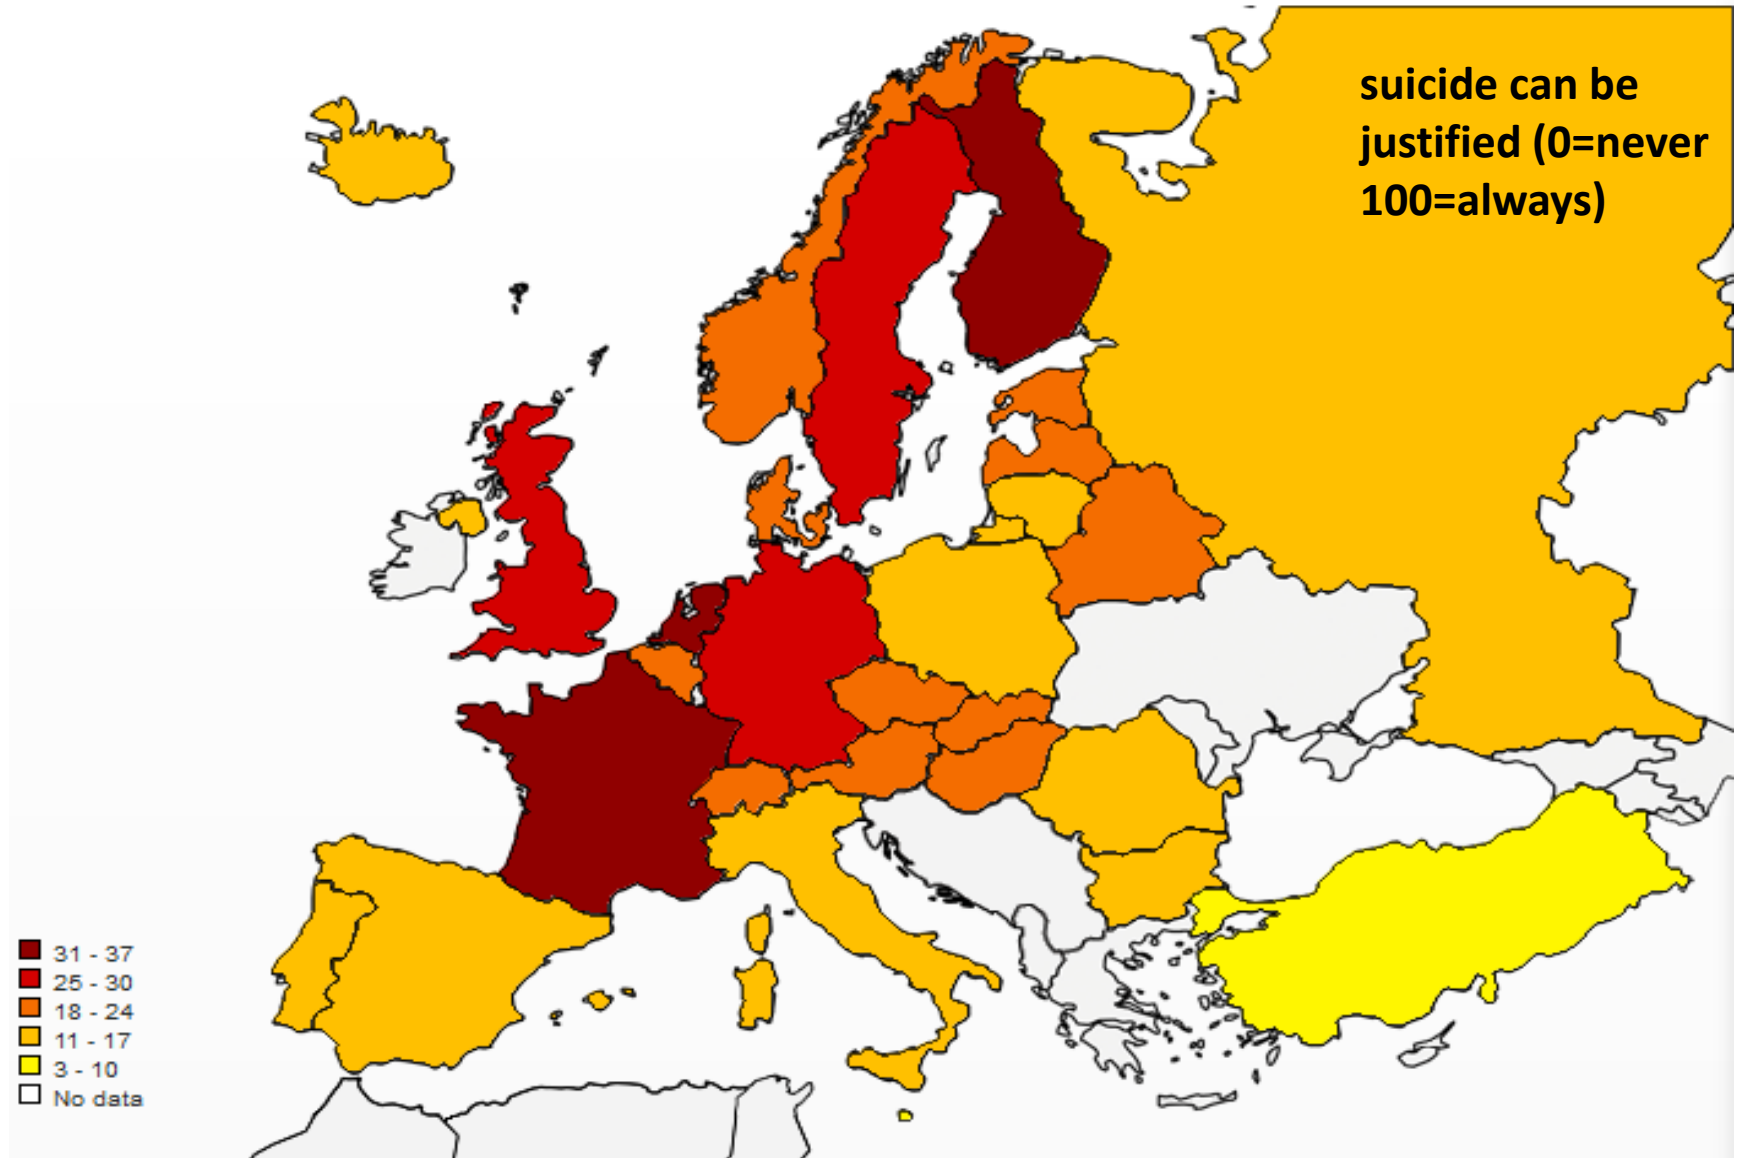 suicide can be
justified (0=never
100=always)
31 - 37
25 - 30
18 - 24
11 - 17
3 - 10
No data